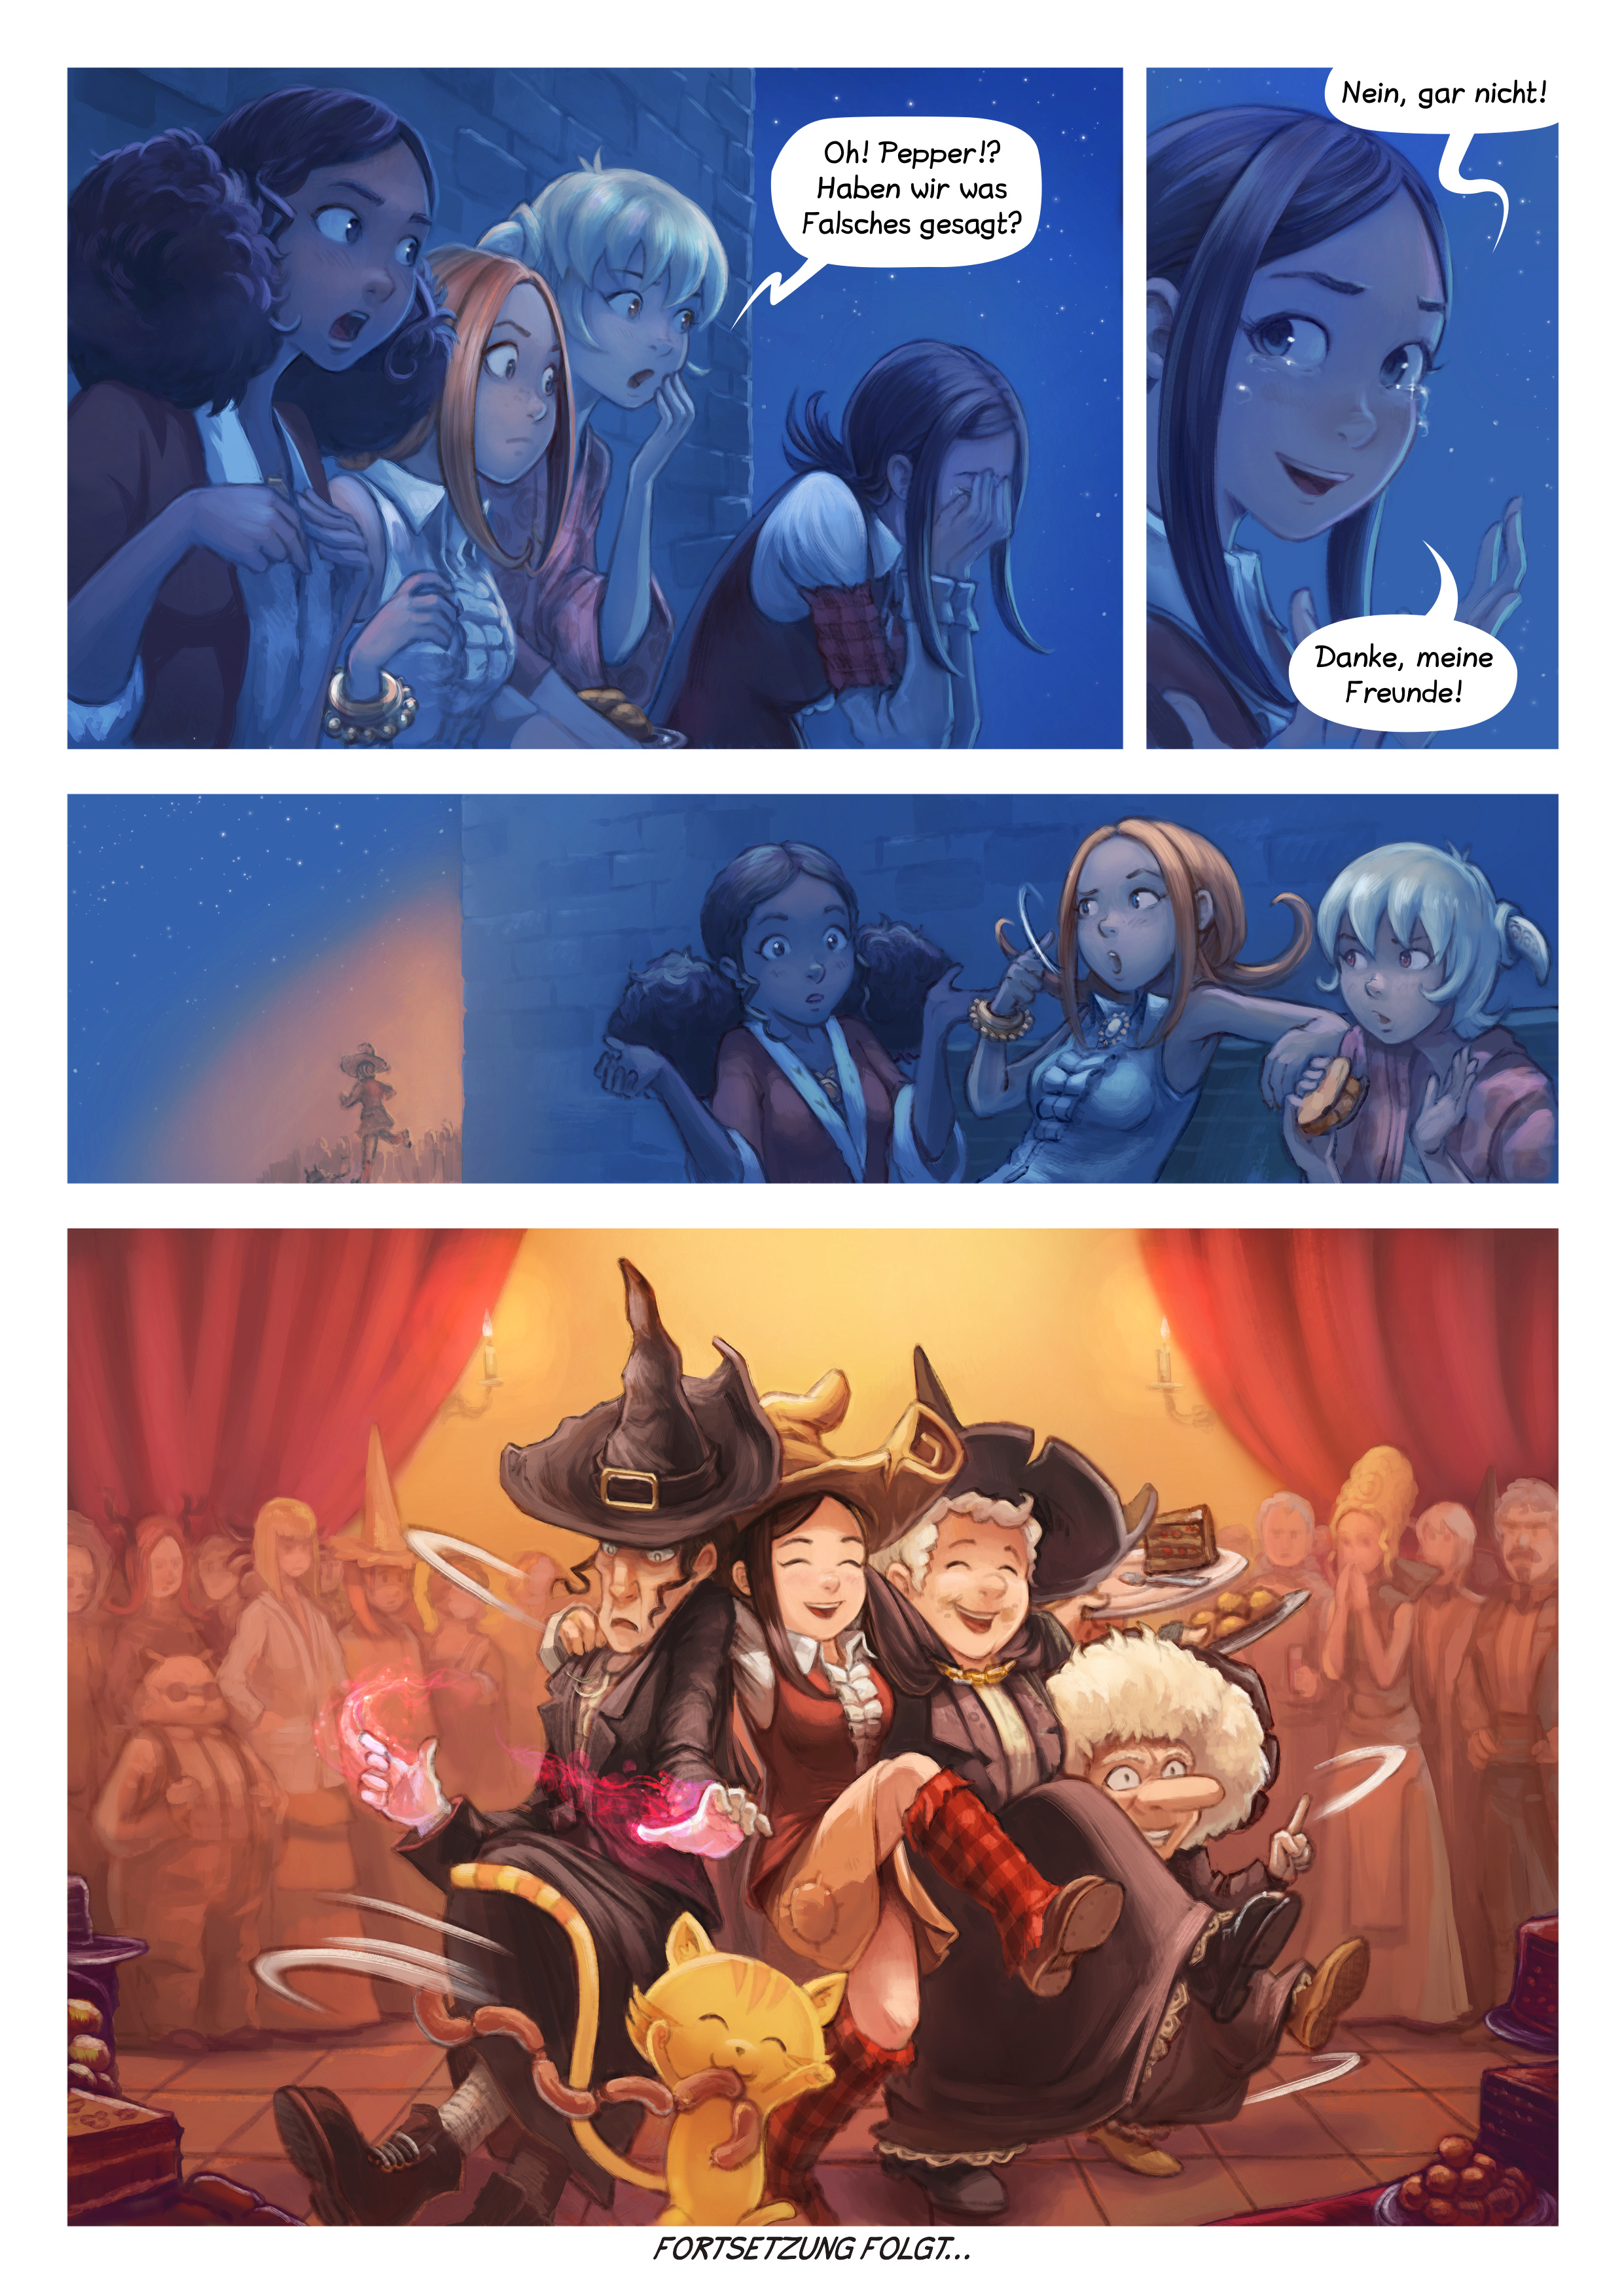 Oh! Pepper!?
Haben wir was
Falsches gesagt?
Nein, gar nicht!
Danke, meine
Freunde!
FORTSETZUNG FOLGT...